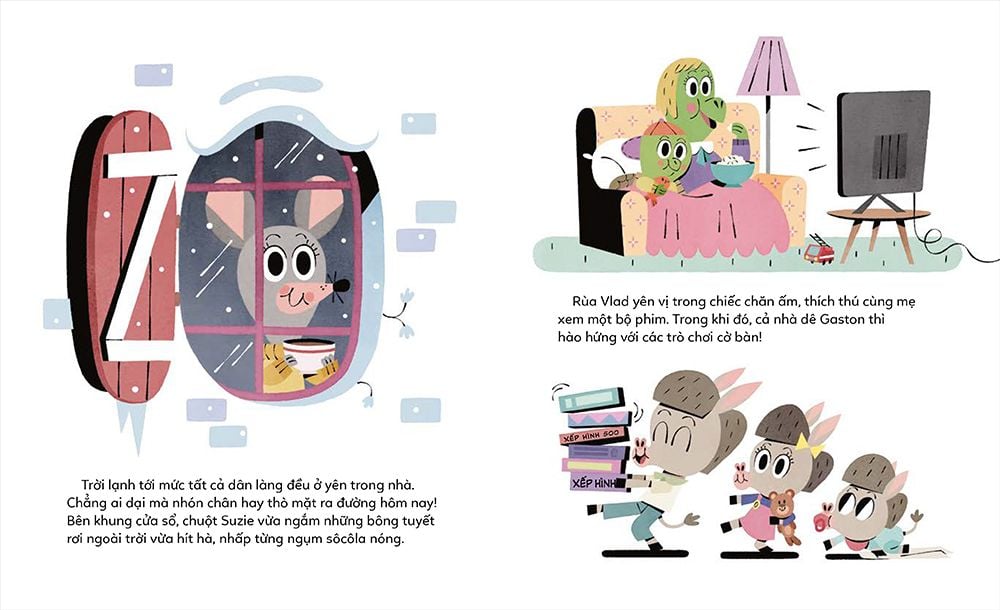 Trời lạnh tới mức tất cả dân làng đều ở yên trong nhà.
Chẳng ai dại mà nhón chân hay thò mặt ra đường hôm nay!
Bên khung cửa sổ, chuột Suzie vừa ngắm những bông tuyết
rơi ngoài trời vừa hít hà, nhấp từng ngụm sôcôla nóng.
Rùa Vlad yên vị trong chiếc chăn ấm, thích thú cùng mẹ
xem một bộ phim. Trong khi đó, cả nhà dê Gaston thì
hào hứng với các trò chơi cờ bàn!
XẾP HÌNH 500
XẾP HÌNH